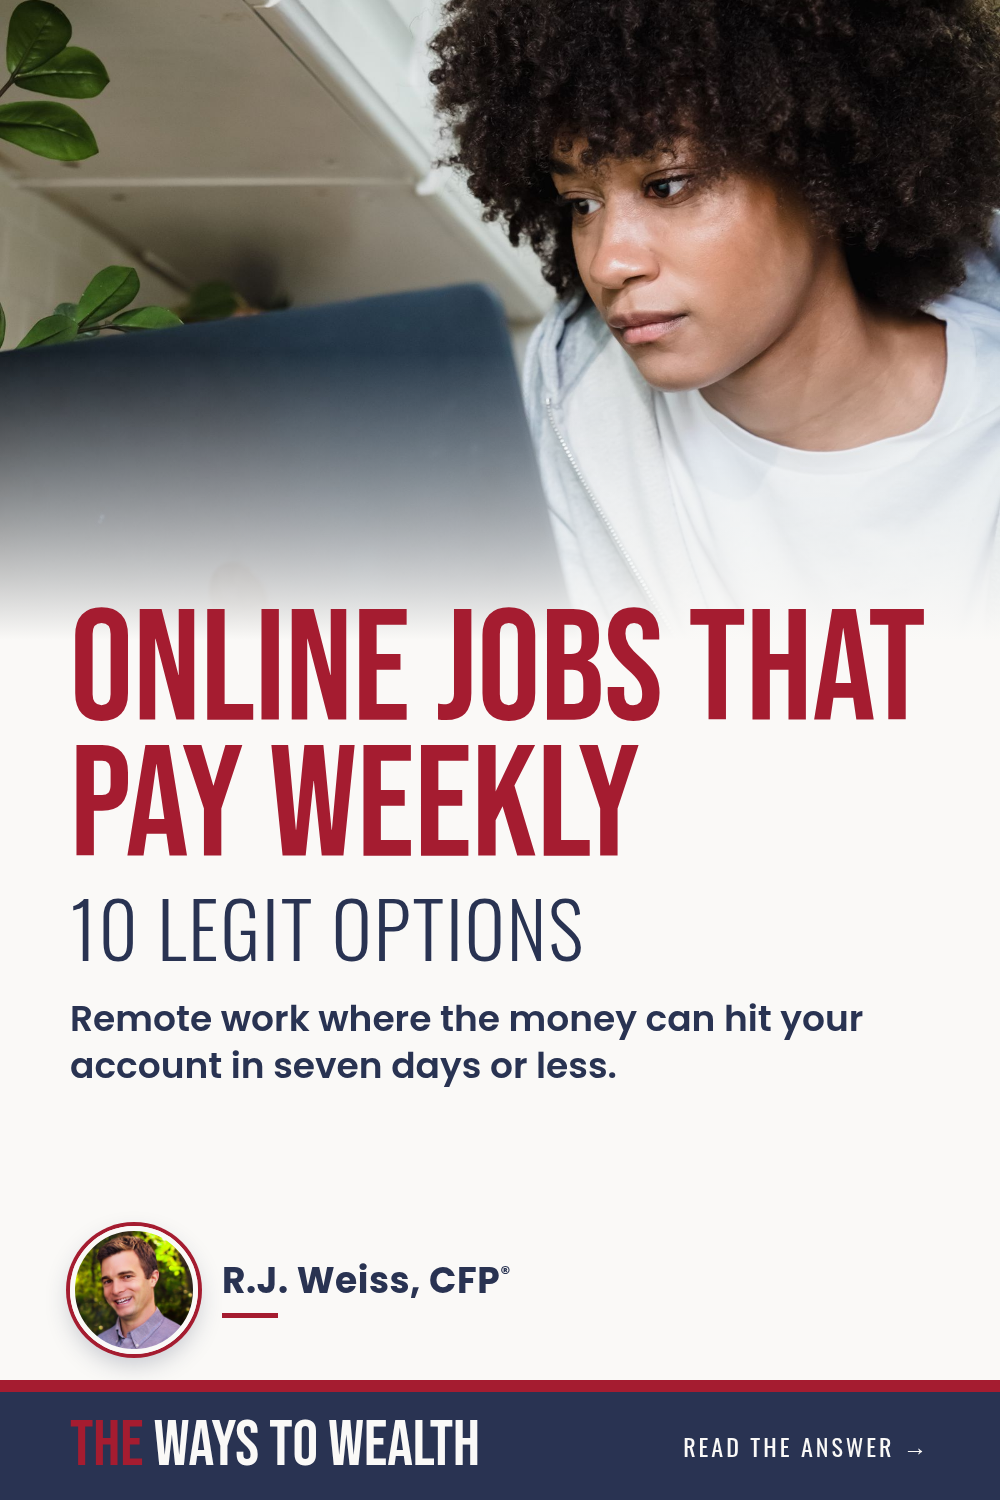 ONLINE JOBS THAT
PAY WEEKLY
10 LEGIT OPTIONS
Remote work where the money can hit your
account in seven days or less.
R.J. Weiss, CFP®
THE WAYS TO WEALTH
READ THE ANSWER →